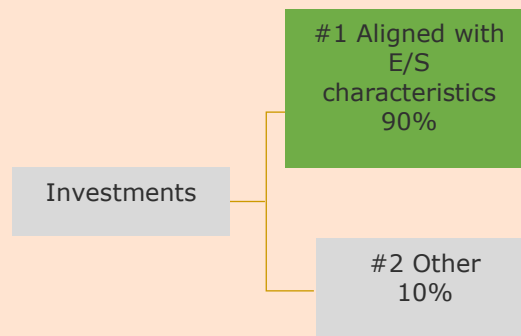 #1 Aligned with
E/S
characteristics
90%
Investments
#2 Other
10%